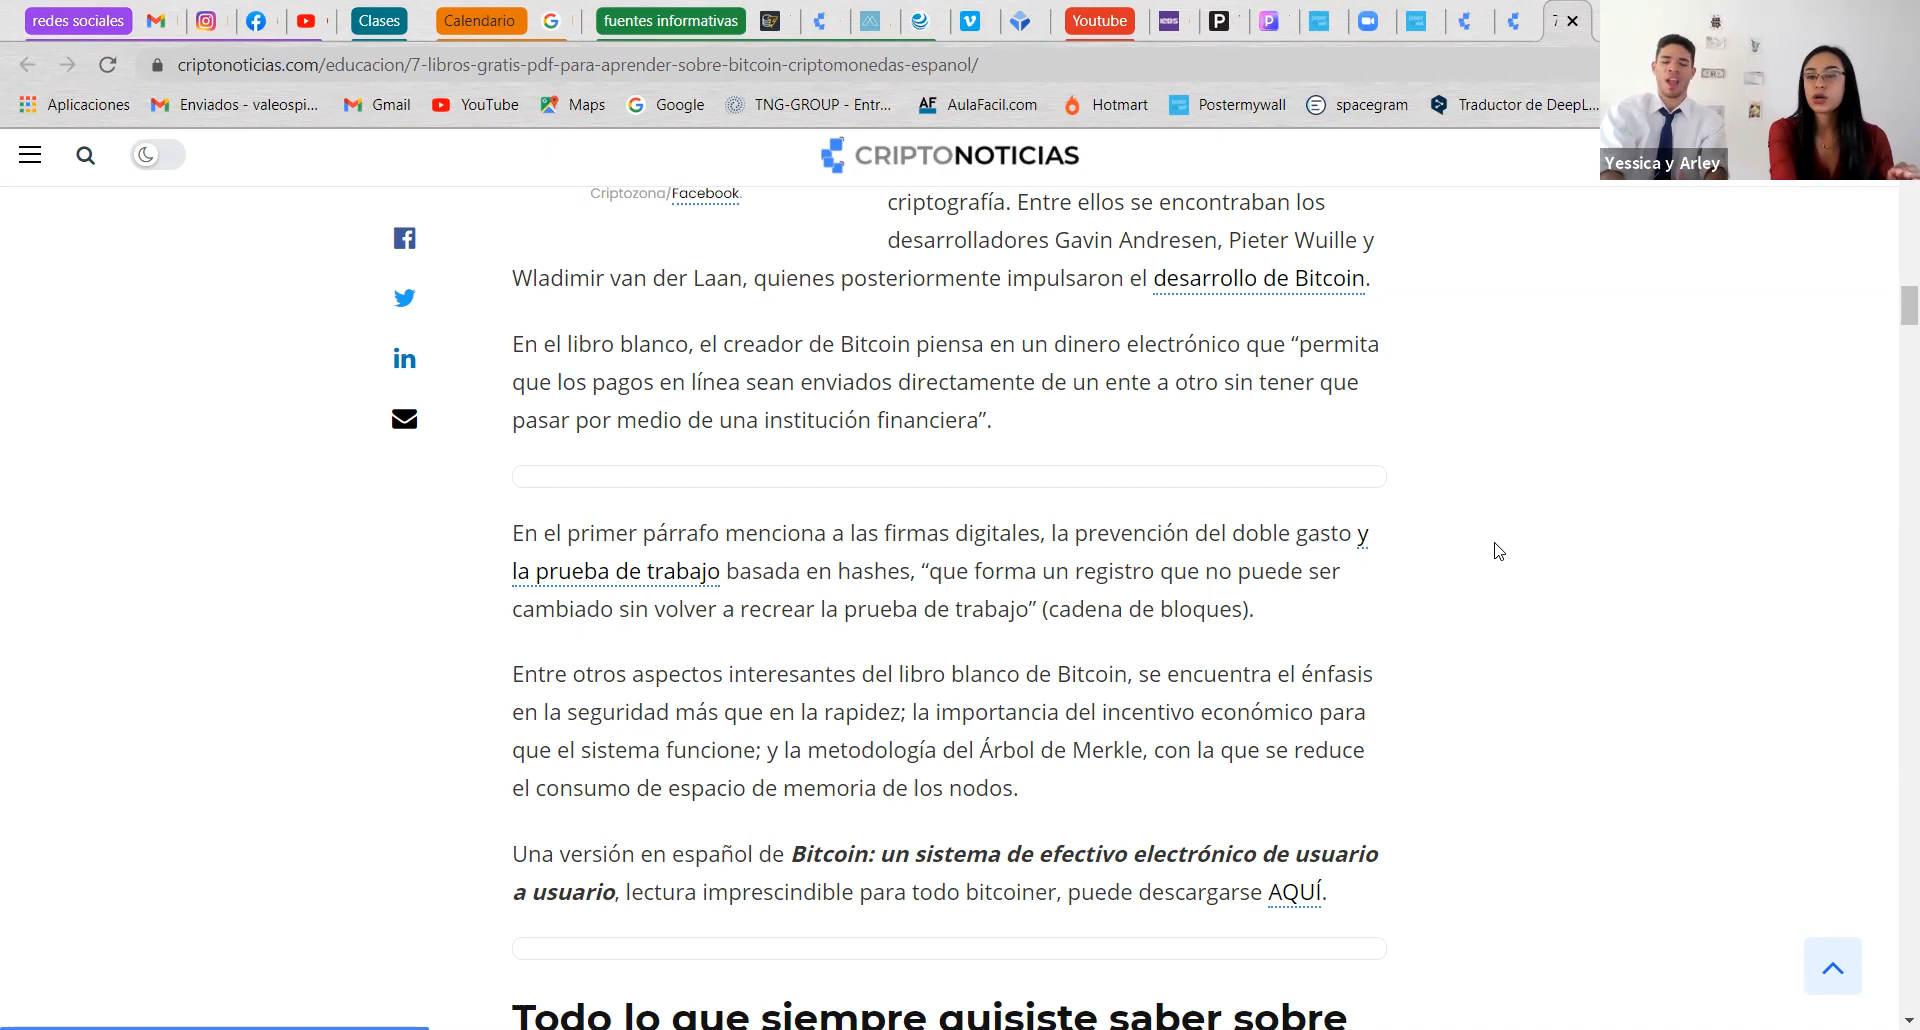 redes sociales
Clases
Calendario
fuentes informativas
Youtube
criptonoticias.com/educacion/7-libros-gratis-pdf-para-aprender-sobre-bitcoin-criptomonedas-espanol/
Aplicaciones
Enviados - valeospi...
Gmail
YouTube
Maps
Google
TNG-GROUP - Entr...
AulaFacil.com
Hotmart
Postermywall
spacegram
Traductor de DeepL...
Yessica y Arley
CRIPTONOTICIAS
Criptozona/Facebook.
criptografía. Entre ellos se encontraban los
desarrolladores Gavin Andresen, Pieter Wuille y
Wladimir van der Laan, quienes posteriormente impulsaron el desarrollo de Bitcoin.
En el libro blanco, el creador de Bitcoin piensa en un dinero electrónico que “permita
que los pagos en línea sean enviados directamente de un ente a otro sin tener que
pasar por medio de una institución financiera”.
En el primer párrafo menciona a las firmas digitales, la prevención del doble gasto y
la prueba de trabajo basada en hashes, “que forma un registro que no puede ser
cambiado sin volver a recrear la prueba de trabajo” (cadena de bloques).
Entre otros aspectos interesantes del libro blanco de Bitcoin, se encuentra el énfasis
en la seguridad más que en la rapidez; la importancia del incentivo económico para
que el sistema funcione; y la metodología del Árbol de Merkle, con la que se reduce
el consumo de espacio de memoria de los nodos.
Una versión en español de Bitcoin: un sistema de efectivo electrónico de usuario
a usuario, lectura imprescindible para todo bitcoiner, puede descargarse AQUÍ.
Todo lo que siempre quisiste saber sobre